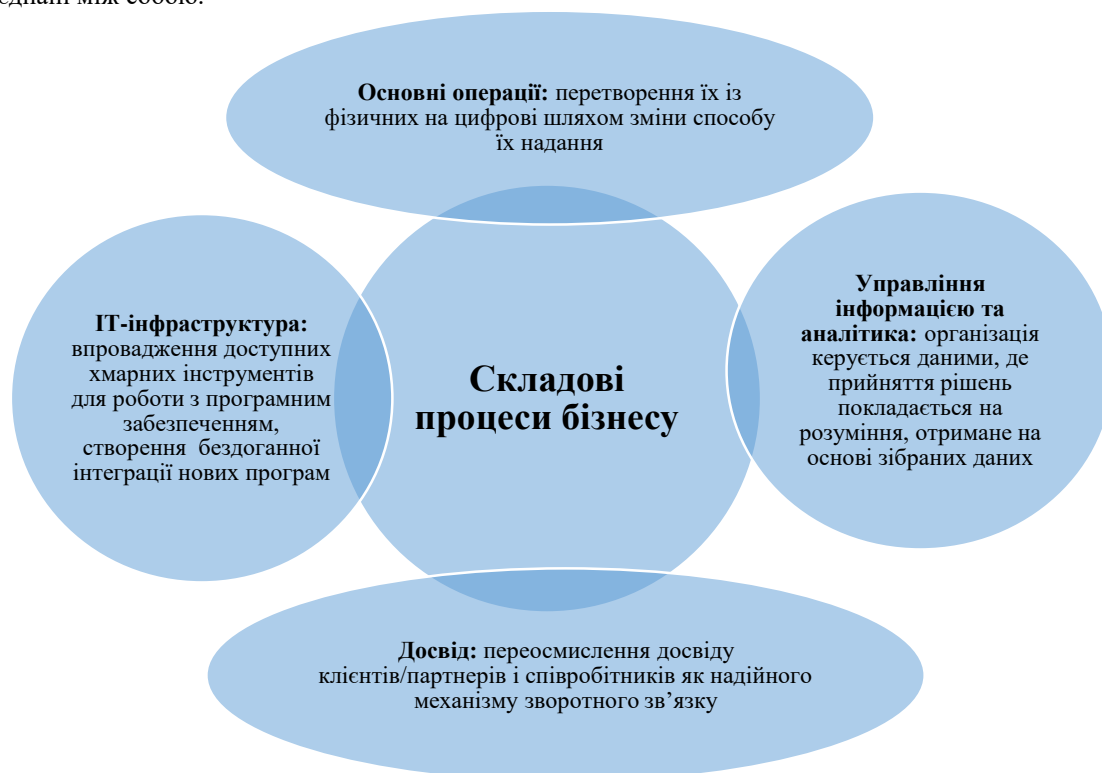 єднані між собою.
Основні операції: перетворення їх із
фізичних на цифрові шляхом зміни способу
їх надання
ІТ-інфраструктура:
впровадження доступних
хмарних інструментів
для роботи з програмним
забезпеченням,
створення бездоганної
інтеграції нових програм
Складові
процеси бізнесу
Управління
інформацією та
аналітика: організація
керується даними, де
прийняття рішень
покладається на
розуміння, отримане на
основі зібраних даних
Досвід: переосмислення досвіду
клієнтів/партнерів і співробітників як надійного
механізму зворотного зв’язку